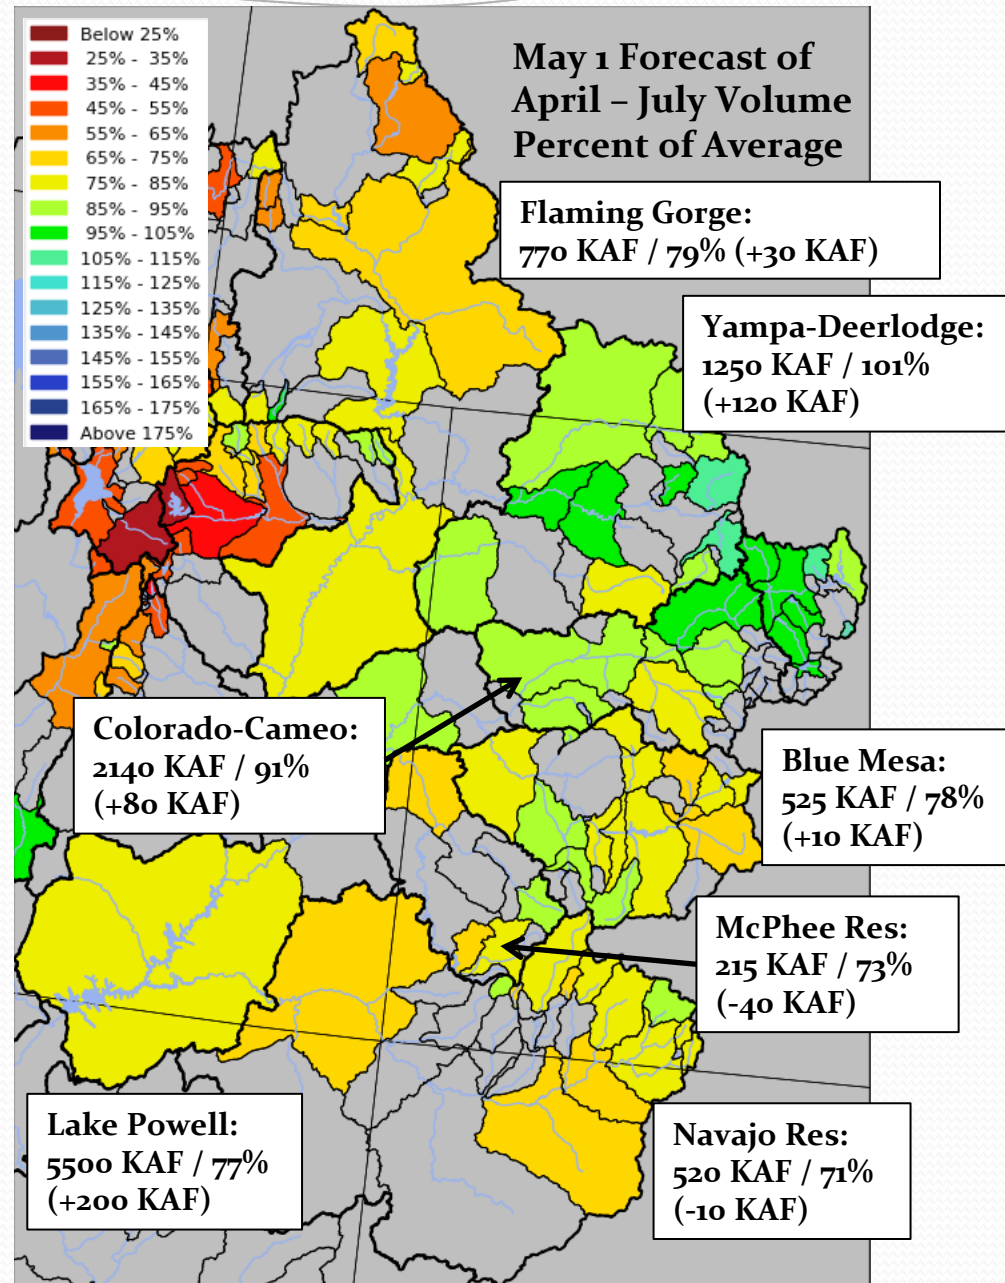 Below 25%
25% - 35%
35% - 45%
45% - 55%
55% - 65%
65% - 75%
75% - 85%
85% - 95%
95% - 105%
105% - 115%
115% - 125%
125% - 135%
135% - 145%
145% - 155%
155% - 165%
165% - 175%
Above 175%
May 1 Forecast of
April – July Volume
Percent of Average
Flaming Gorge:
770 KAF / 79% (+30 KAF)
Yampa-Deerlodge:
1250 KAF / 101%
(+120 KAF)
Colorado-Cameo:
2140 KAF / 91%
(+80 KAF)
Blue Mesa:
525 KAF / 78%
(+10 KAF)
McPhee Res:
215 KAF / 73%
(-40 KAF)
Lake Powell:
5500 KAF / 77%
(+200 KAF)
Navajo Res:
520 KAF / 71%
(-10 KAF)